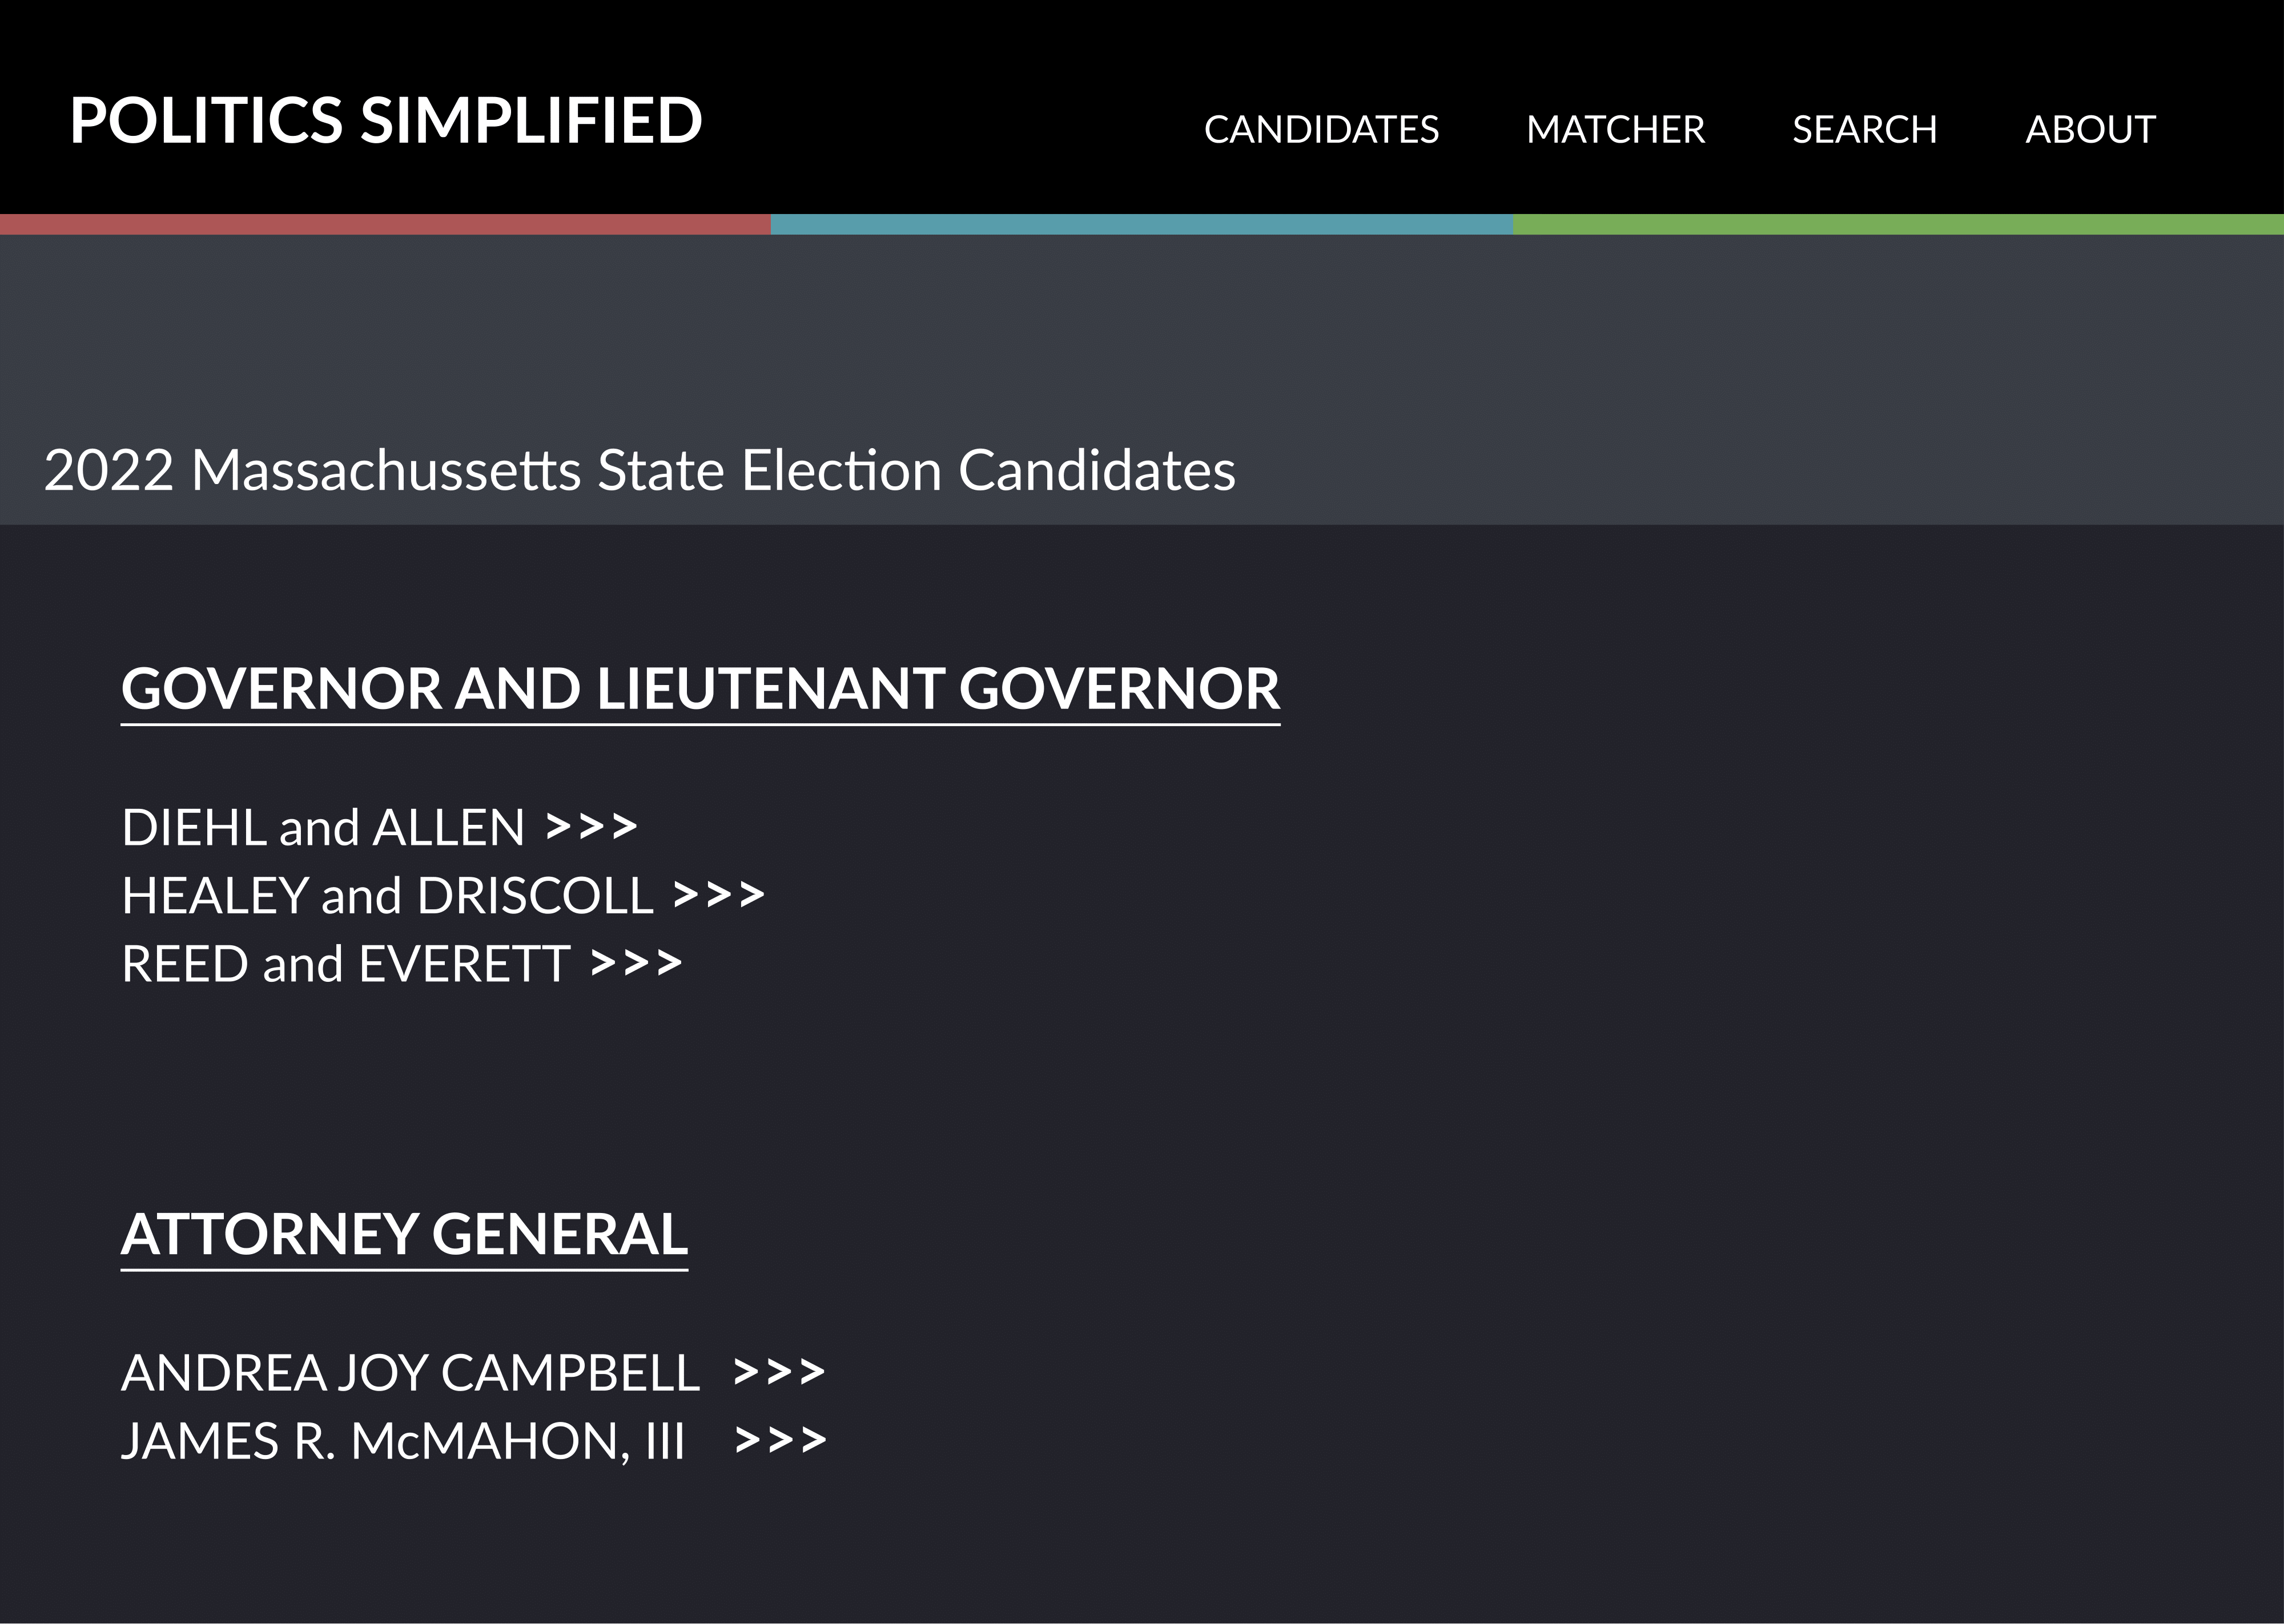 POLITICS SIMPLIFIED
CANDIDATES MATCHER SEARCH ABOUT
2022 Massachussetts State Election Candidates
GOVERNOR AND LIEUTENANT GOVERNOR
DIEHL and ALLEN >>>
HEALEY and DRISCOLL >>>
REED and EVERETT >>>
ATTORNEY GENERAL
ANDREA JOY CAMPBELL >>>
JAMES R. McMAHON, III >>>